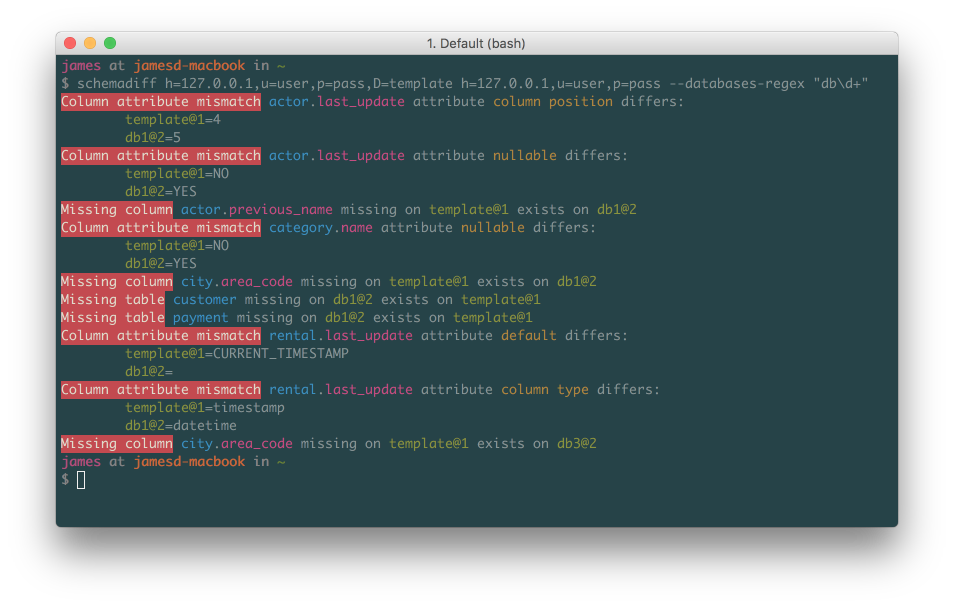 1. Default (bash)
james at jamesd-macbook in ~
$ schemadiff h=127.0.0.1,u=user,p=pass,D=template h=127.0.0.1,u=user,p=pass --databases-regex "db\d+"
Column attribute mismatch actor.last_update attribute column position differs:
template@1=4
db1@2=5
Column attribute mismatch actor.last_update attribute nullable differs:
template@1=NO
db1@2=YES
Missing column actor.previous_name missing on template@1 exists on db1@2
Column attribute mismatch category.name attribute nullable differs:
template@1=NO
db1@2=YES
Missing column city.area_code missing on template@1 exists on db1@2
Missing table customer missing on db1@2 exists on template@1
Missing table payment missing on db1@2 exists on template@1
Column attribute mismatch rental.last_update attribute default differs:
template@1=CURRENT_TIMESTAMP
db1@2=
Column attribute mismatch rental.last_update attribute column type differs:
template@1=timestamp
db1@2=datetime
Missing column city.area_code missing on template@1 exists on db3@2
james at jamesd-macbook in ~
$